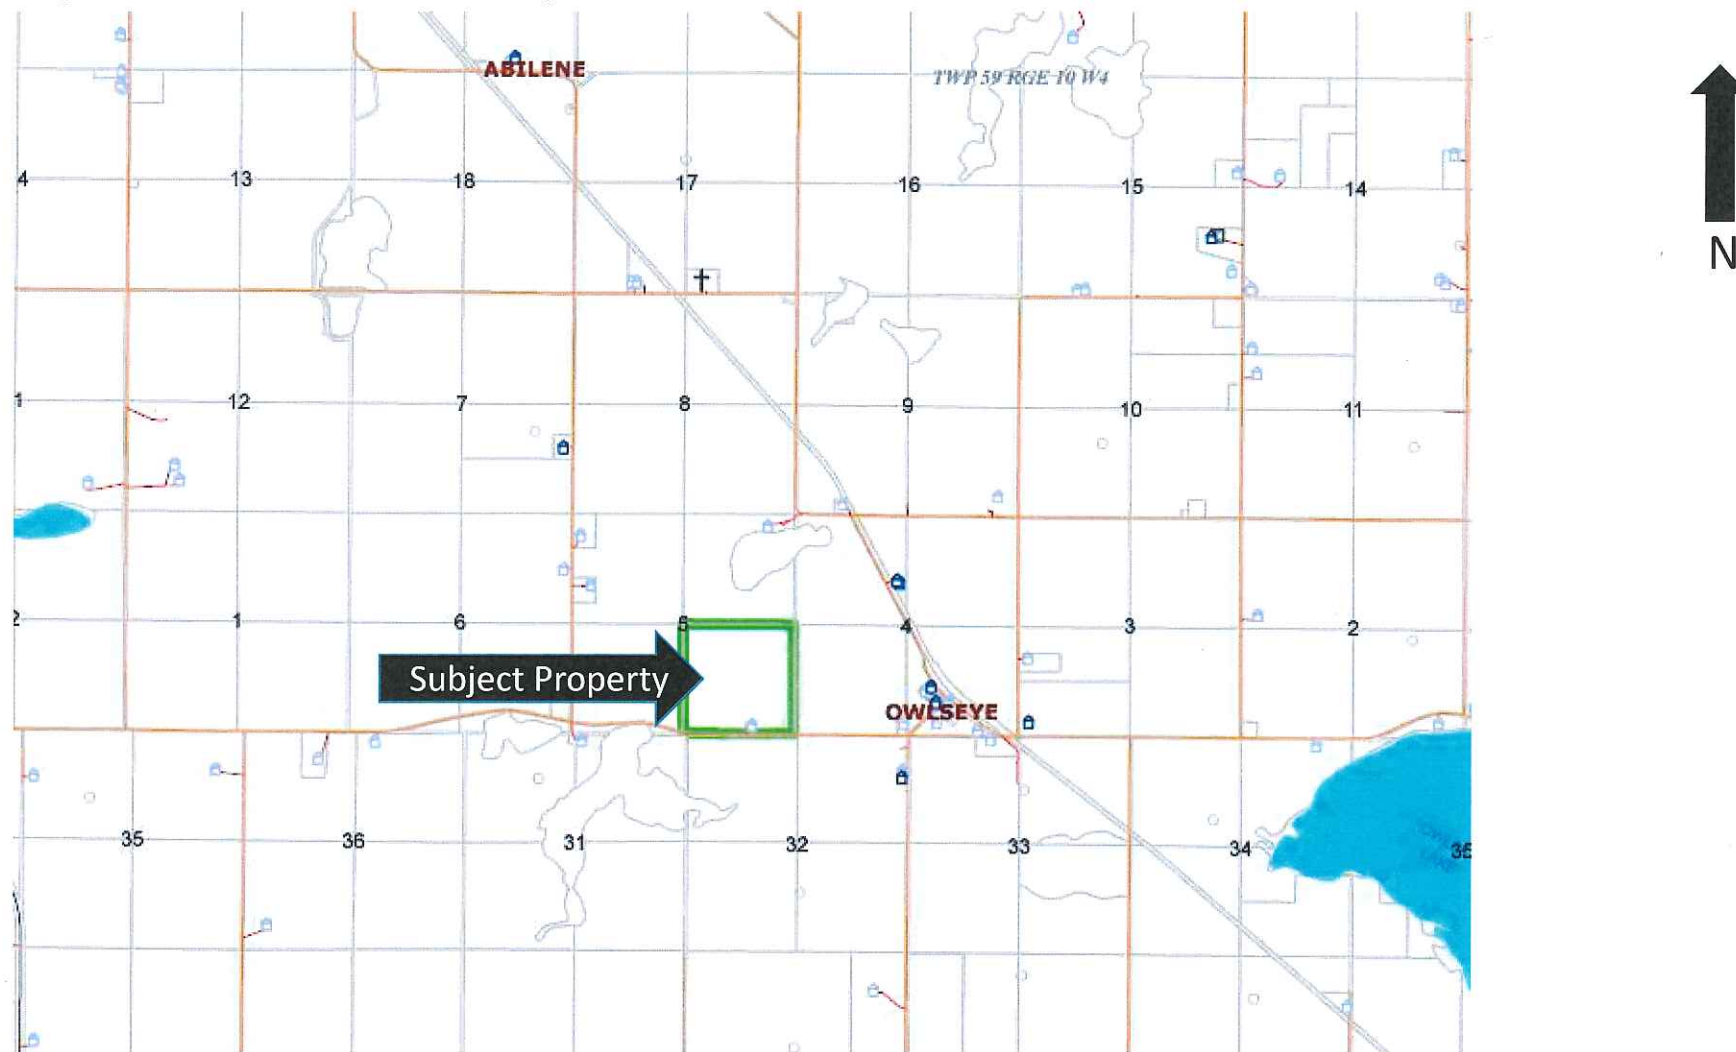 ABILENE
TWP 59 RGE 10 W4
N
4 13 18 17 16 15 14
1 12 7 8 9 10 11
2 1 6 5 4 3 2
Subject Property
OWLSEYE
35 36 31 32 33 34 35